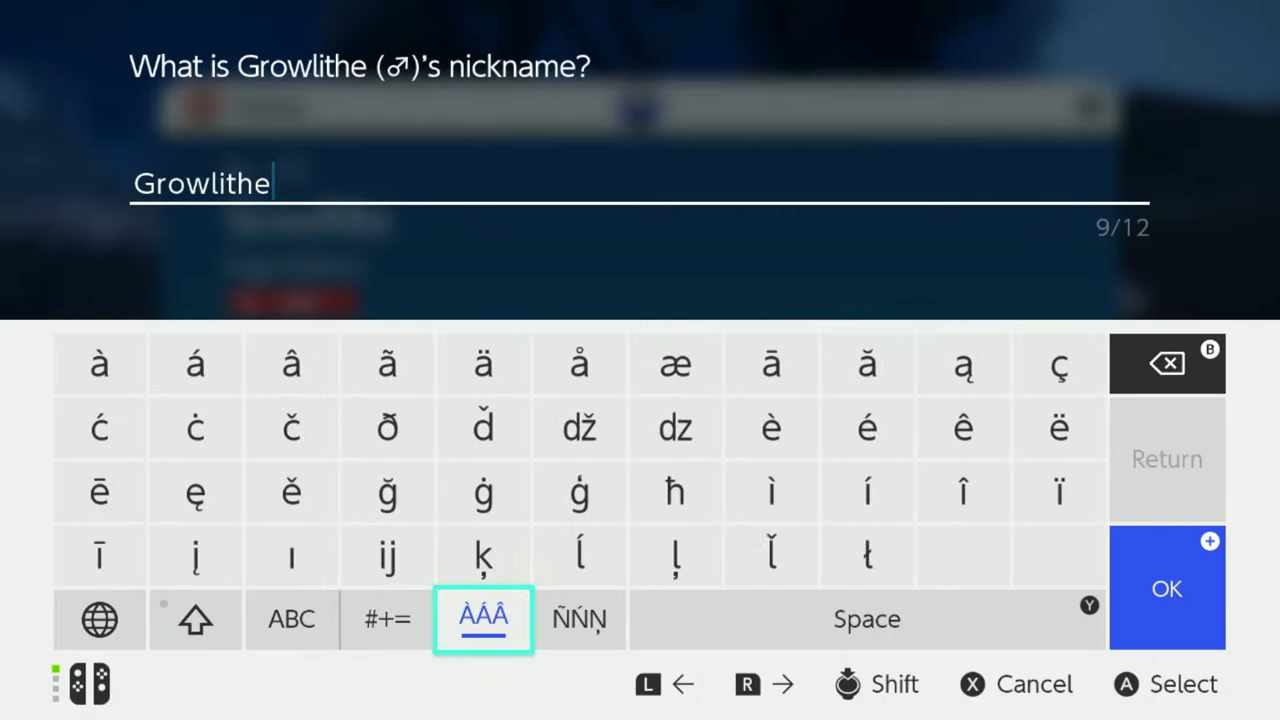 What is Growlithe (♂)'s nickname?
Growlithe
9/12
à á â ã ä å æ ā ă ą ç
ć ċ č ð ď dž dz è é ê ë
ē ę ě ğ ġ ģ ħ ì í î ï
ī į ı ij ķ ĺ ļ ľ ł
B
Return
+
OK
ABC #+= ÀÁÂ ÑŃŅ Space Y
L ← R → Shift X Cancel A Select